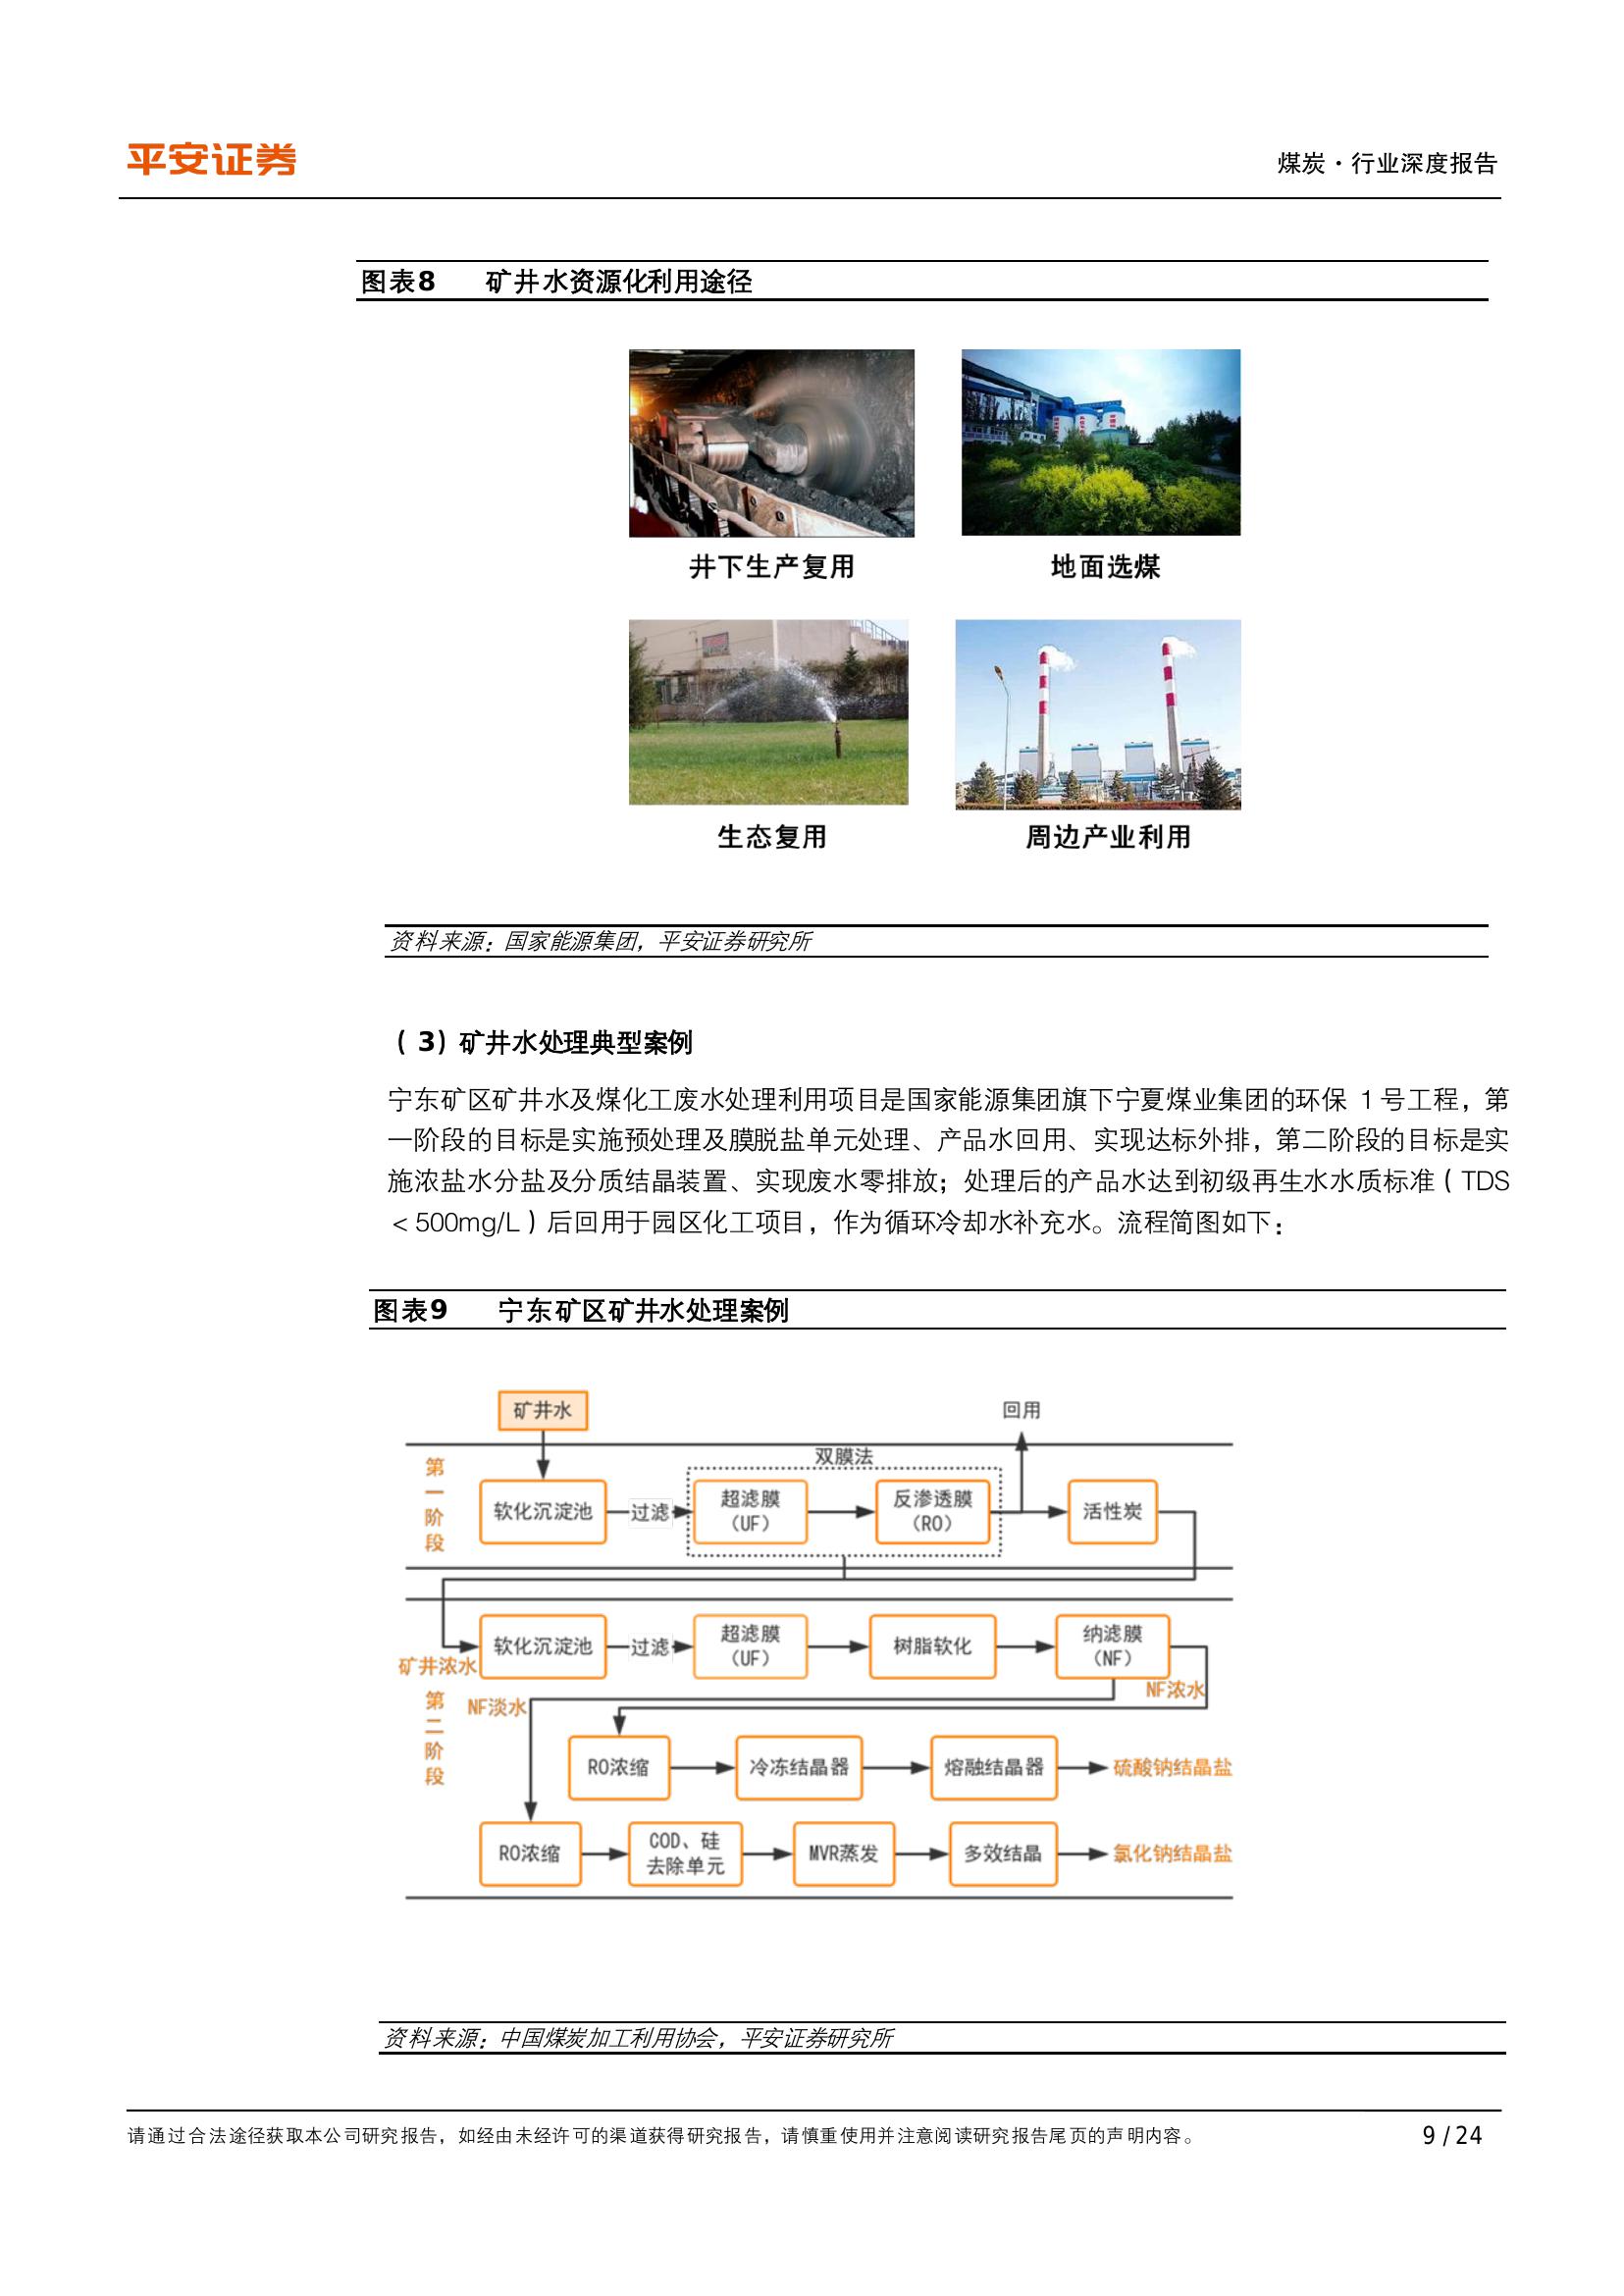 平安证券
煤炭·行业深度报告
图表8 矿井水资源化利用途径
井下生产复用
地面选煤
生态复用
周边产业利用
资料来源：国家能源集团，平安证券研究所
（3）矿井水处理典型案例
宁东矿区矿井水及煤化工废水处理利用项目是国家能源集团旗下宁夏煤业集团的环保 1 号工程，第
一阶段的目标是实施预处理及膜脱盐单元处理、产品水回用、实现达标外排，第二阶段的目标是实
施浓盐水分盐及分质结晶装置、实现废水零排放；处理后的产品水达到初级再生水水质标准（TDS
＜500mg/L）后回用于园区化工项目，作为循环冷却水补充水。流程简图如下：
图表9 宁东矿区矿井水处理案例
矿井水
回用
双膜法
第一阶段
软化沉淀池
过滤
超滤膜
（UF）
反渗透膜
（RO）
活性炭
软化沉淀池
过滤
超滤膜
（UF）
树脂软化
纳滤膜
（NF）
矿井浓水
NF浓水
第二阶段
NF淡水
RO浓缩
冷冻结晶器
熔融结晶器
硫酸钠结晶盐
RO浓缩
COD、硅
去除单元
MVR蒸发
多效结晶
氯化钠结晶盐
资料来源：中国煤炭加工利用协会，平安证券研究所
请通过合法途径获取本公司研究报告，如经由未经许可的渠道获得研究报告，请慎重使用并注意阅读研究报告尾页的声明内容。
9 / 24